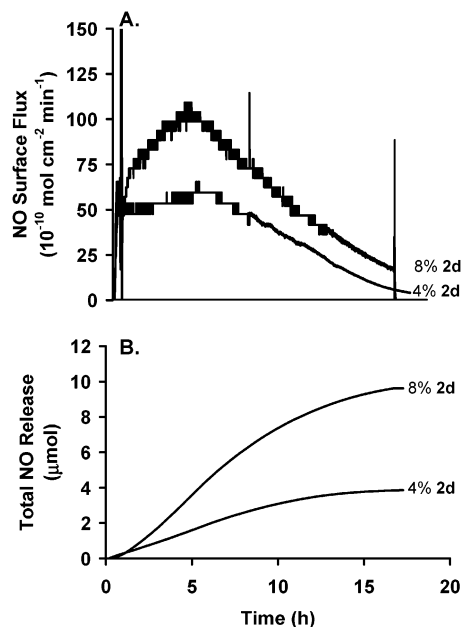 A.
NO Surface Flux
(10⁻¹⁰ mol cm⁻² min⁻¹)
150
125
100
75
50
25
0
8% 2d
4% 2d
B.
Total NO Release
(μmol)
12
10
8
6
4
2
0
8% 2d
4% 2d
0 5 10 15 20
Time (h)